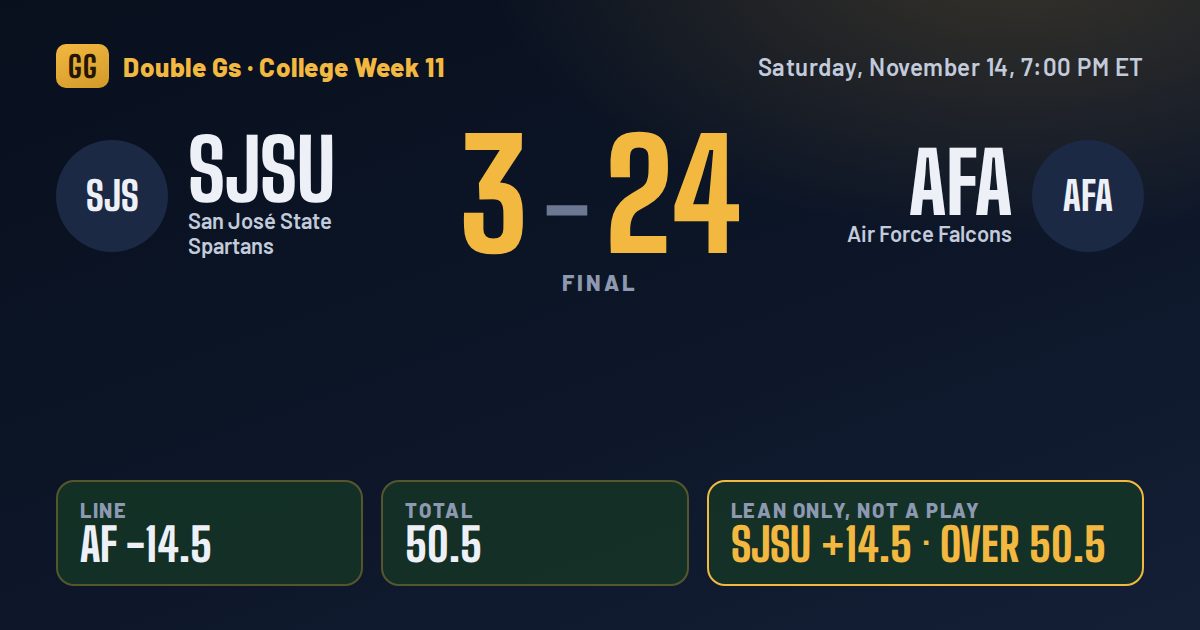 GG Double Gs · College Week 11
Saturday, November 14, 7:00 PM ET
SJS
SJSU
San José State
Spartans
3 – 24
FINAL
AFA
Air Force Falcons
AFA
LINE
AF −14.5
TOTAL
50.5
LEAN ONLY, NOT A PLAY
SJSU +14.5 · OVER 50.5